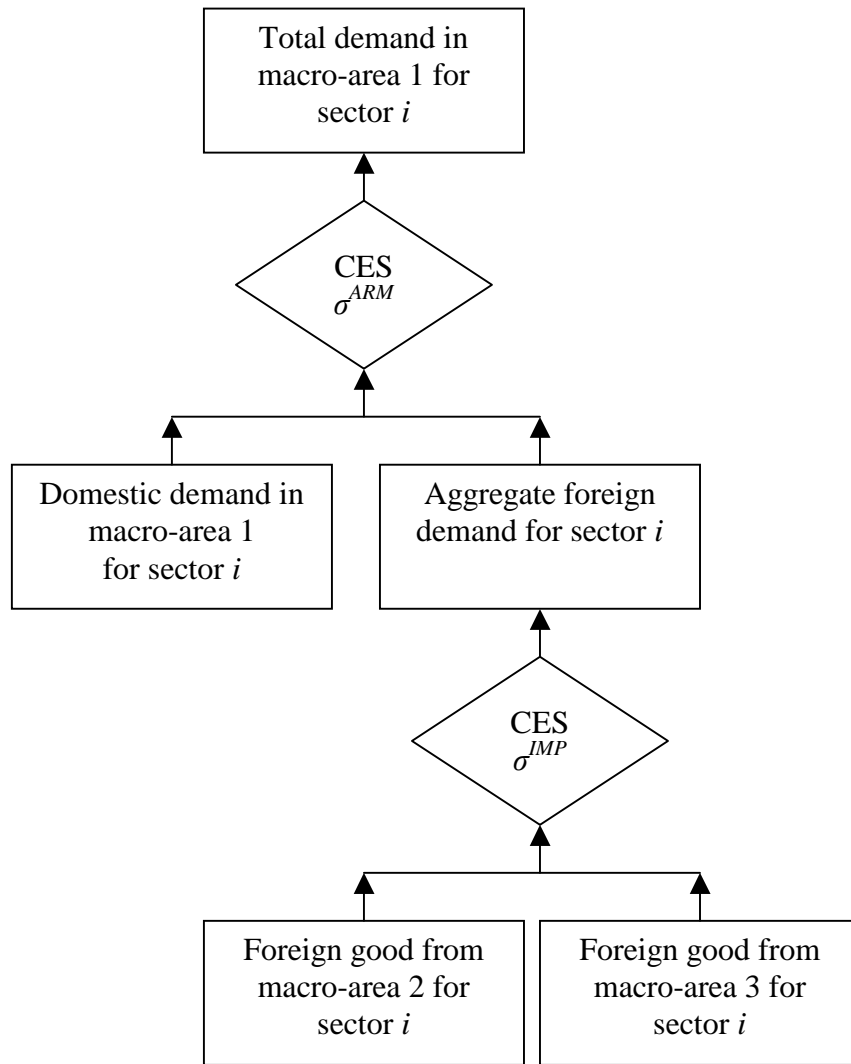 Total demand in
macro-area 1 for
sector i
CES
σ^ARM
Domestic demand in
macro-area 1
for sector i
Aggregate foreign
demand for sector i
CES
σ^IMP
Foreign good from
macro-area 2 for
sector i
Foreign good from
macro-area 3 for
sector i